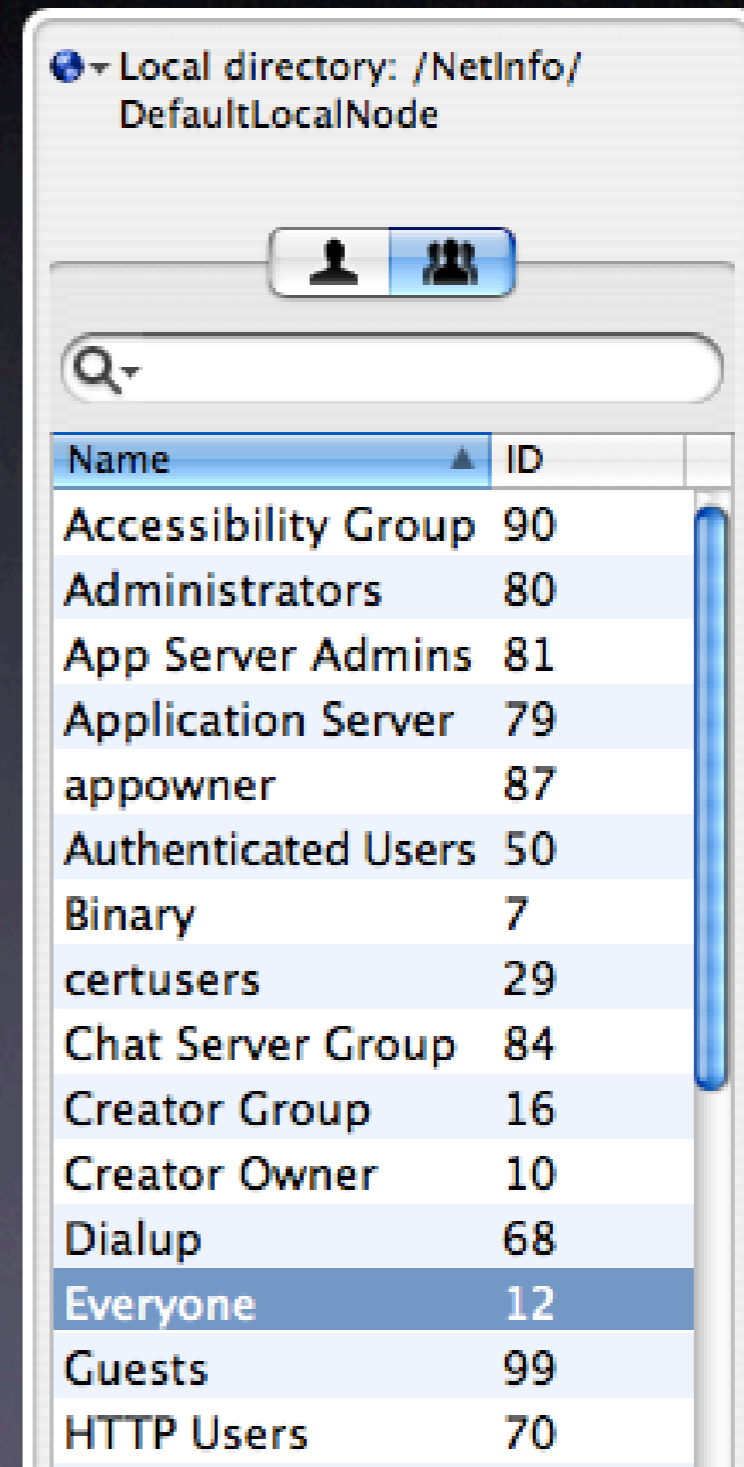 Local directory: /NetInfo/
DefaultLocalNode
Name ID
Accessibility Group 90
Administrators 80
App Server Admins 81
Application Server 79
appowner 87
Authenticated Users 50
Binary 7
certusers 29
Chat Server Group 84
Creator Group 16
Creator Owner 10
Dialup 68
Everyone 12
Guests 99
HTTP Users 70